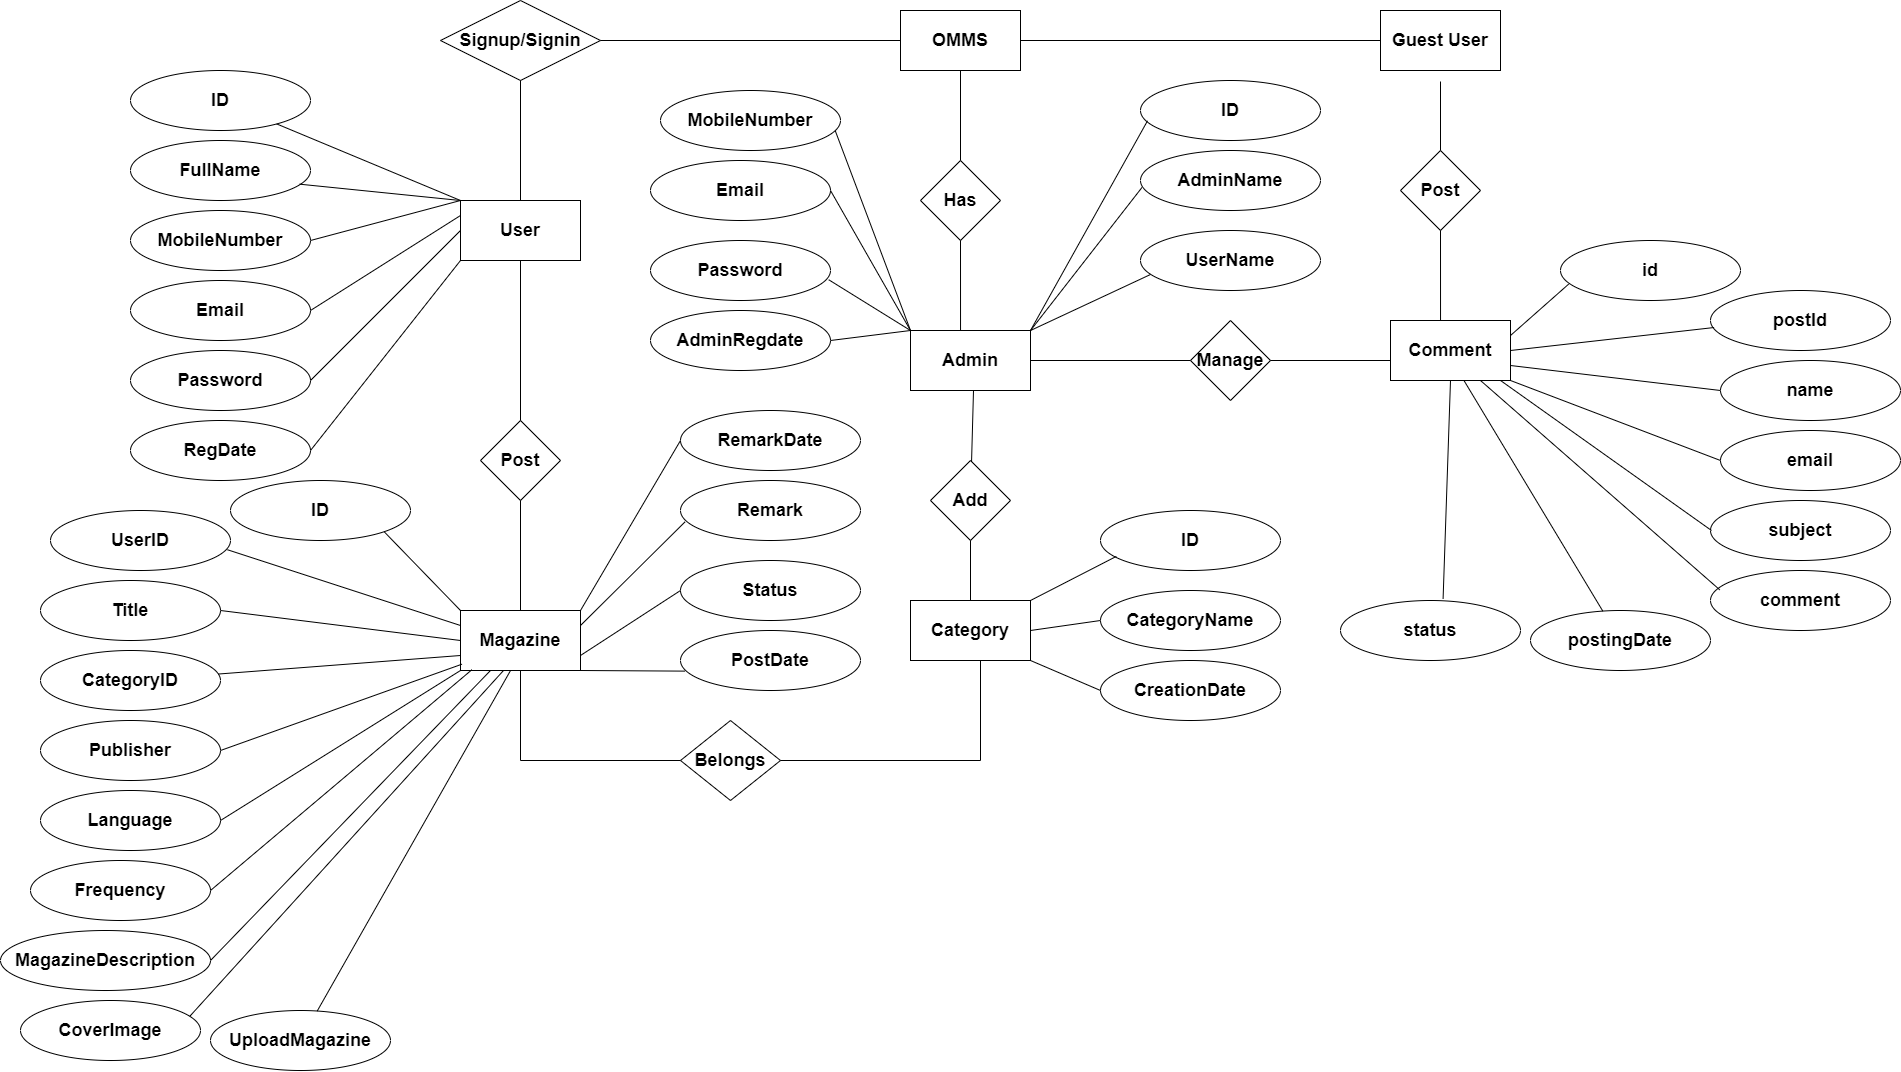 Signup/Signin
OMMS
Guest User
ID
MobileNumber
ID
FullName
Email
AdminName
Post
Has
MobileNumber
User
Password
UserName
id
Email
AdminRegdate
Admin
Manage
Comment
postId
Password
name
RegDate
Post
RemarkDate
email
ID
Remark
Add
subject
UserID
ID
Title
Status
CategoryName
comment
Magazine
Category
status
postingDate
CategoryID
PostDate
CreationDate
Publisher
Belongs
Language
Frequency
MagazineDescription
CoverImage
UploadMagazine